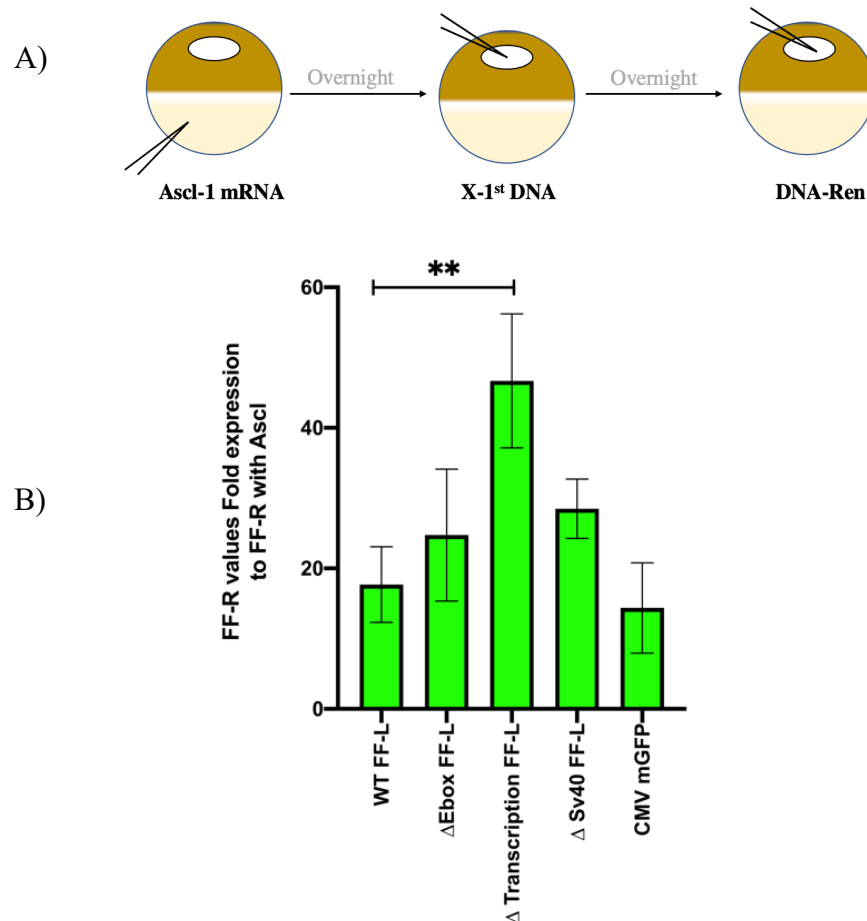 A)
Overnight
Overnight
Ascl-1 mRNA
X-1st DNA
DNA-Ren
B)
**
60
40
20
0
FF-R values Fold expression
to FF-R with Ascl
WT FF-L
ΔEbox FF-L
Δ Transcription FF-L
Δ Sv40 FF-L
CMV mGFP